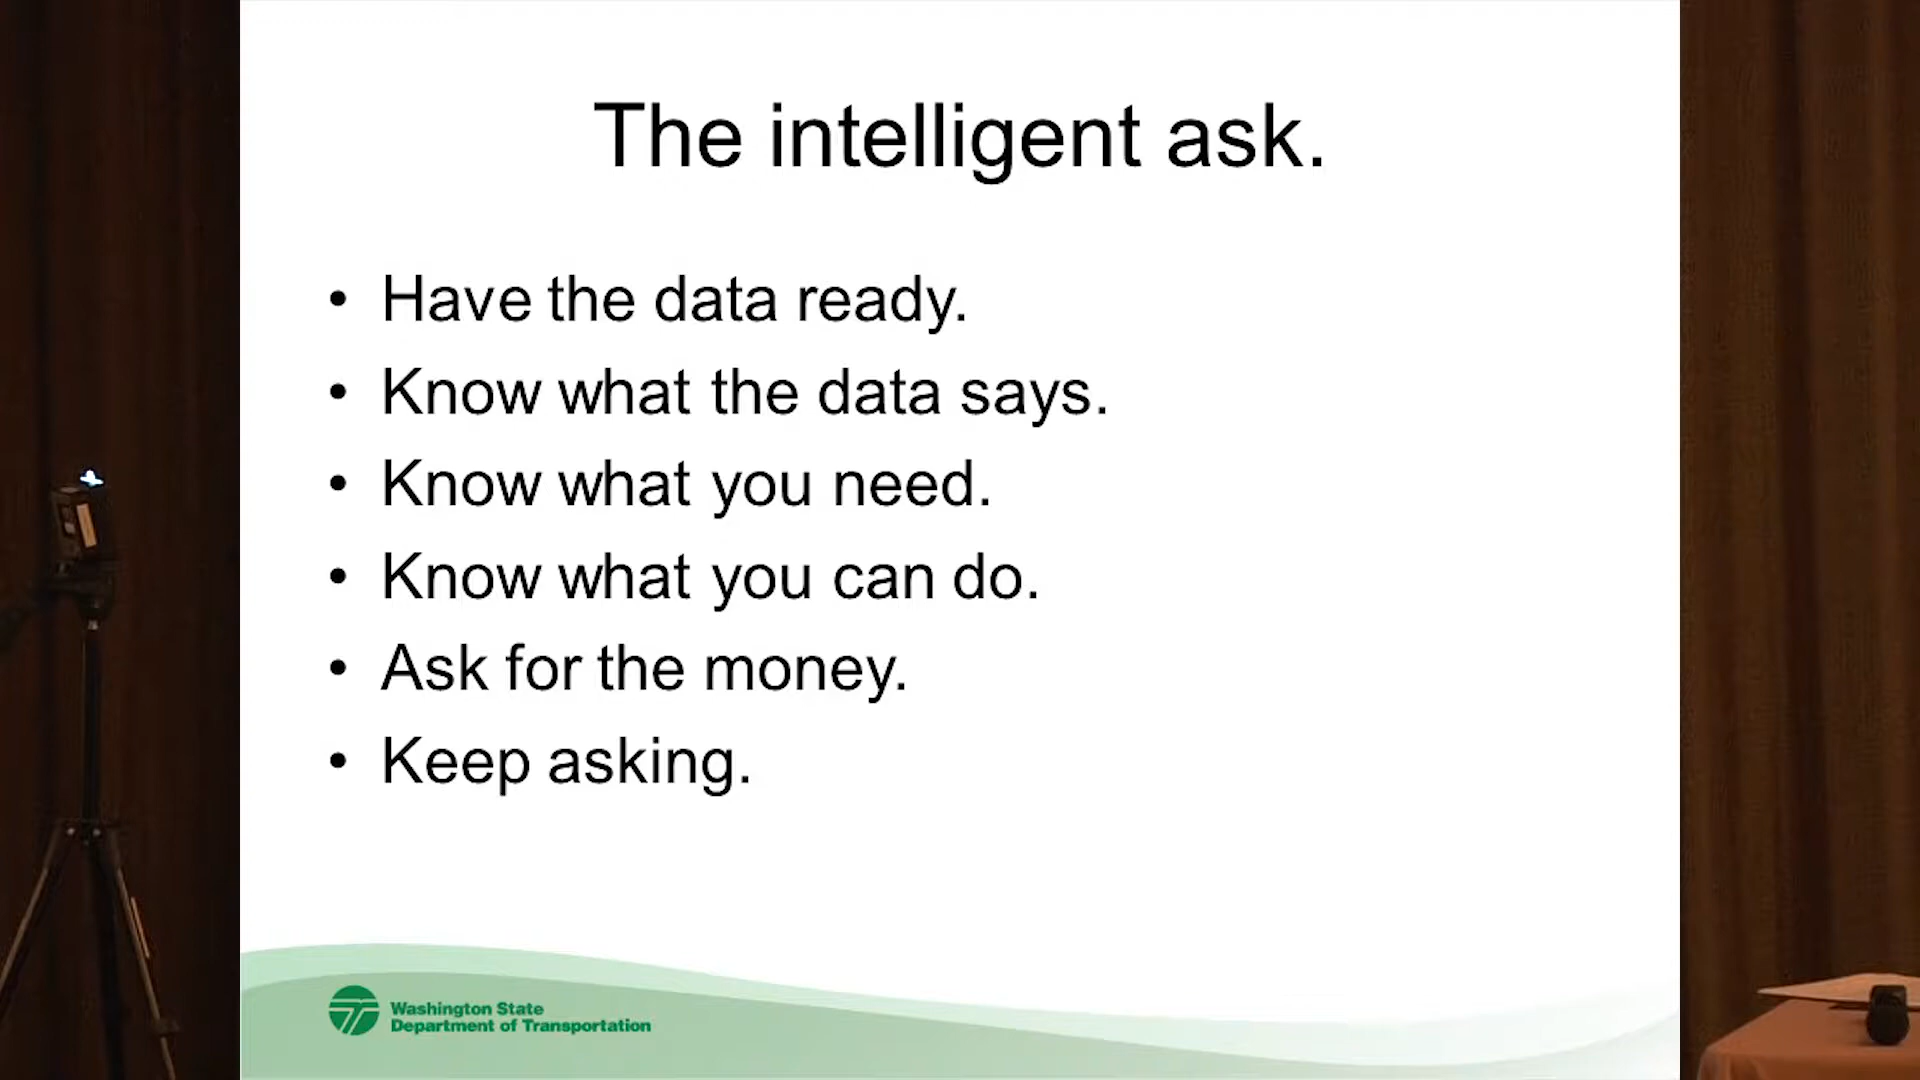 The intelligent ask.
• Have the data ready.
• Know what the data says.
• Know what you need.
• Know what you can do.
• Ask for the money.
• Keep asking.
Washington State
Department of Transportation